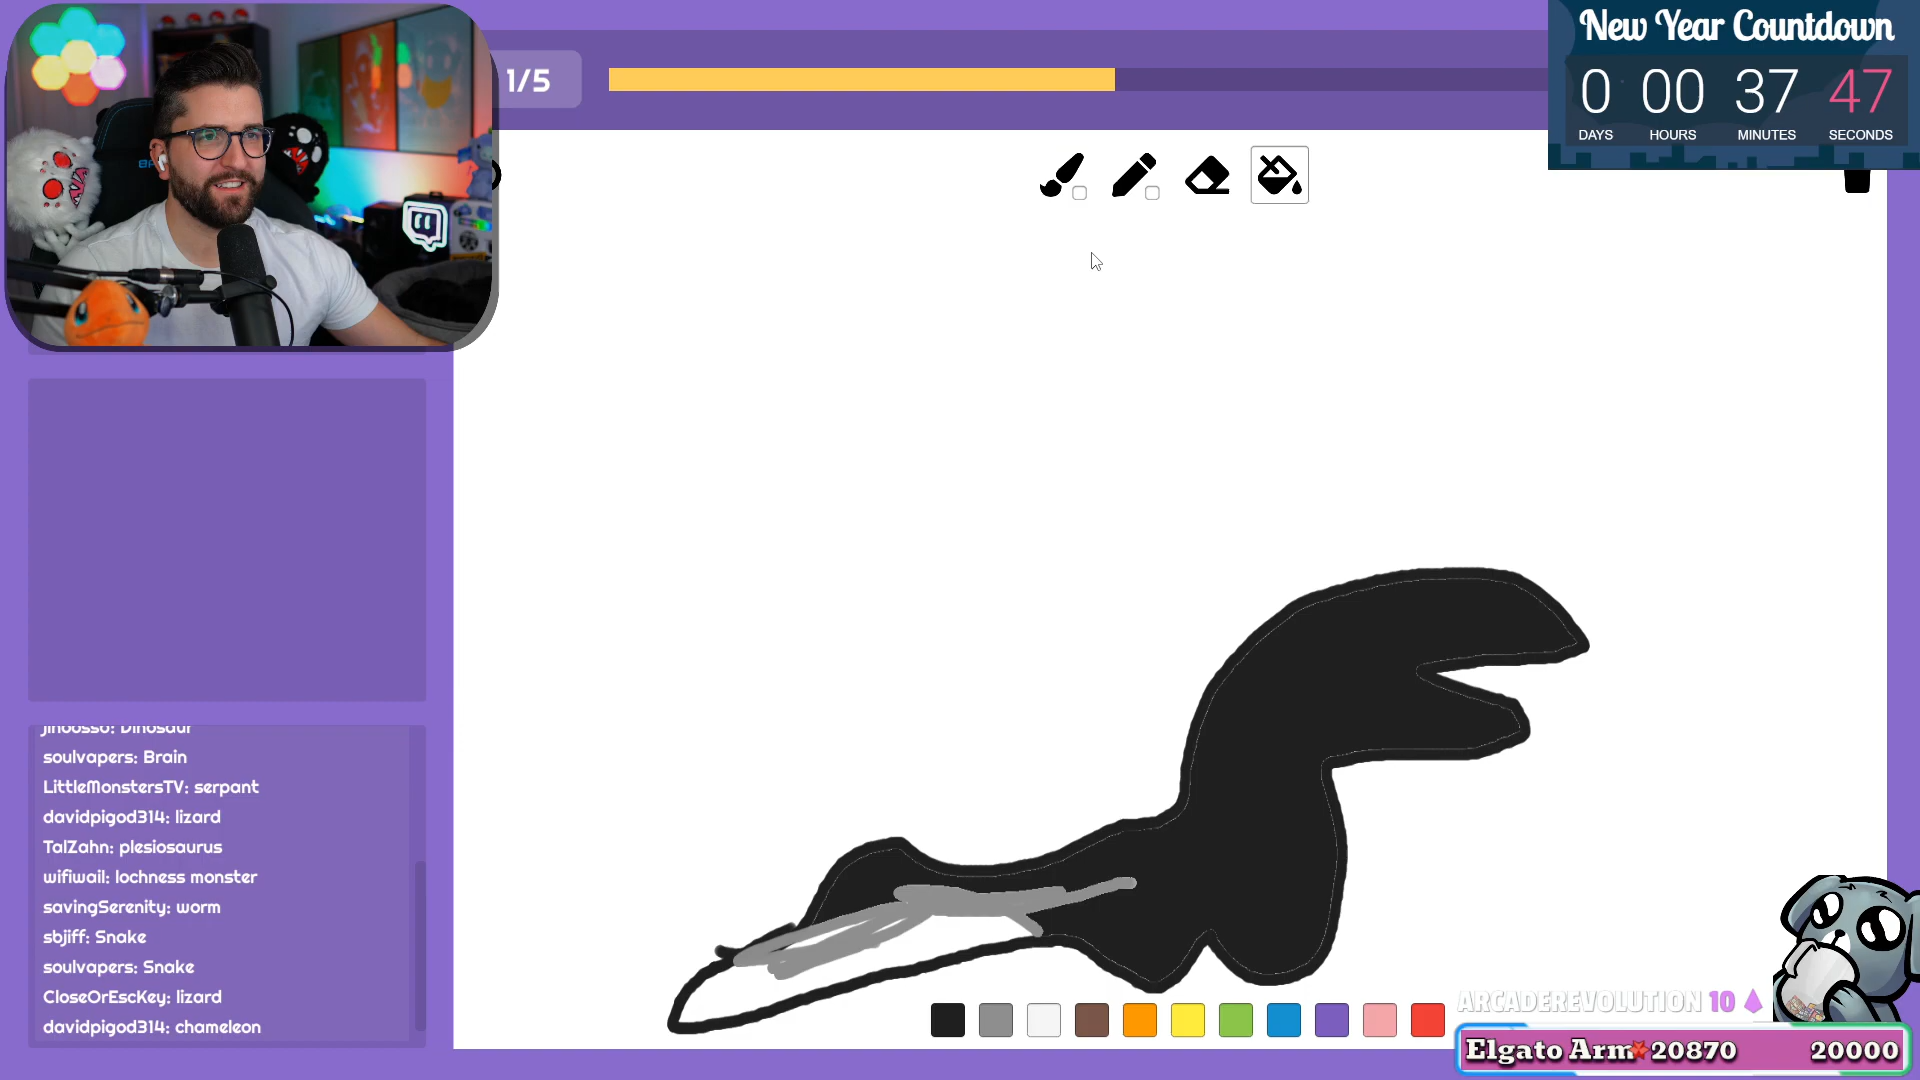 1/5
New Year Countdown
0 00 37 47
DAYS HOURS MINUTES SECONDS
jinoosso: Dinosaur
soulvapers: Brain
LittleMonstersTV: serpant
davidpigod314: lizard
TalZahn: plesiosaurus
wifiwail: lochness monster
savingSerenity: worm
sbjiff: Snake
soulvapers: Snake
CloseOrEscKey: lizard
davidpigod314: chameleon
ARCADEREVOLUTION 10
Elgato Arm 20870 20000